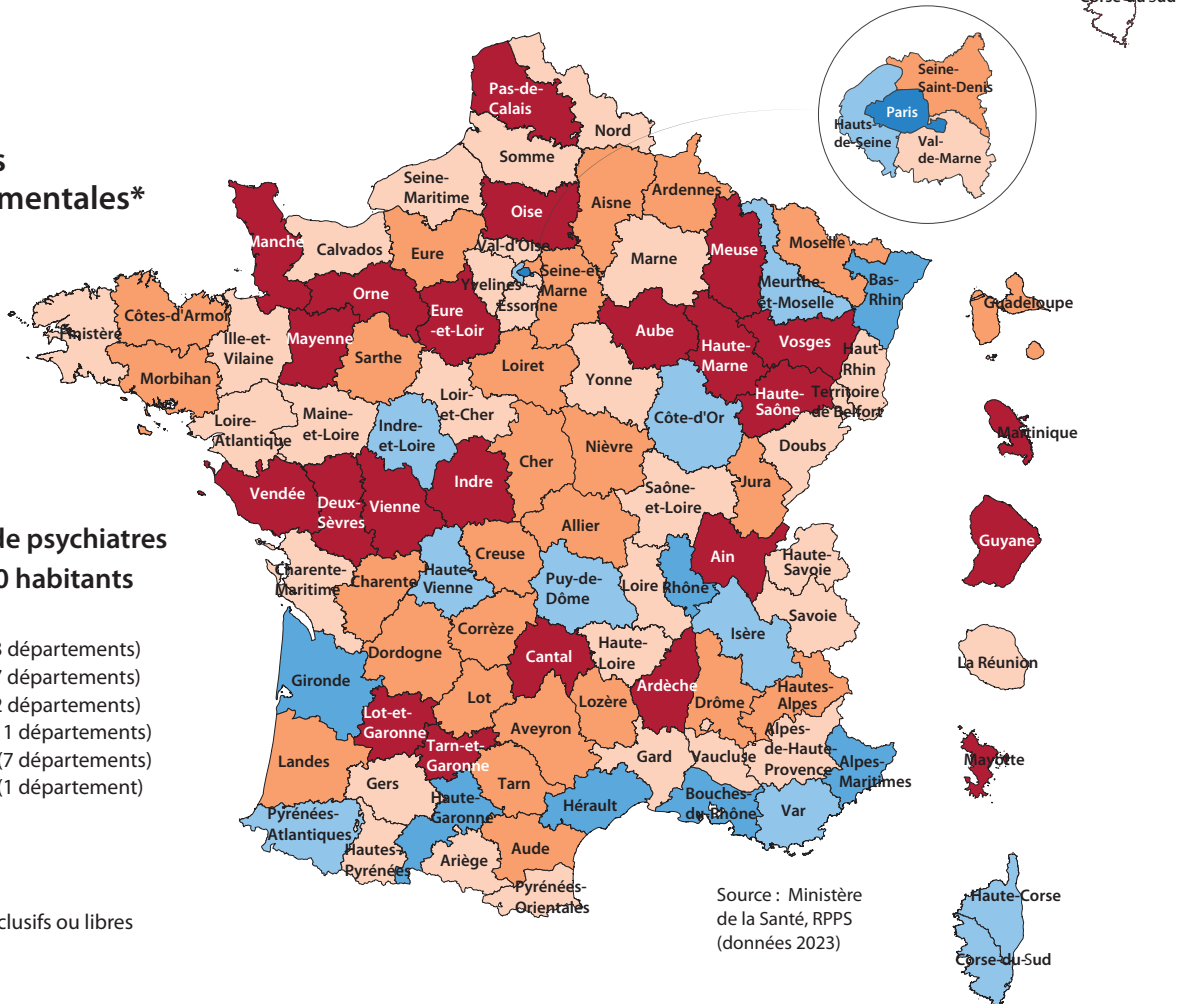 Seine-
Saint-Denis
Paris
Hauts-
de-Seine
Val-
de-Marne
Pas-de-
Calais
Nord
Somme
mentales*
Seine-
Maritime
Oise
Aisne
Ardennes
Manche
Calvados
Eure
Val-d'Oise
Marne
Meuse
Moselle
Yvelines
Essonne
Seine-et-
Marne
Meurthe-
et-Moselle
Bas-
Rhin
Guadeloupe
Finistère
Côtes-d'Armor
Orne
Eure
-et-Loir
Ille-et-
Vilaine
Mayenne
Sarthe
Aube
Haute-
Marne
Vosges
Haut-
Rhin
Morbihan
Loiret
Yonne
Haute-
Saône
Territoire
de Belfort
Loire-
Atlantique
Maine-
et-Loire
Indre-
et-Loire
Loir-
et-Cher
Côte-d'Or
Doubs
Martinique
Vendée
Deux-
Sèvres
Vienne
Indre
Cher
Nièvre
Saône-
et-Loire
Jura
de psychiatres
0 habitants
Allier
Creuse
Ain
Haute-
Savoie
Guyane
Charente-
Maritime
Charente
Haute-
Vienne
Puy-de-
Dôme
Loire
Rhône
Savoie
départements)
départements)
départements)
1 départements)
(7 départements)
(1 département)
Corrèze
Isère
Dordogne
Cantal
Haute-
Loire
La Réunion
Gironde
Lot
Ardèche
Drôme
Hautes-
Alpes
Lot-et-
Garonne
Aveyron
Lozère
Tarn-et-
Garonne
Alpes-
de-Haute-
Provence
Landes
Gers
Tarn
Gard
Vaucluse
Alpes-
Maritimes
Mayotte
Haute-
Garonne
Hérault
Bouches-
du-Rhône
Var
Pyrénées-
Atlantiques
Hautes-
Pyrénées
Ariège
Aude
Pyrénées-
Orientales
Source : Ministère
de la Santé, RPPS
(données 2023)
Haute-Corse
Corse-du-Sud
clusifs ou libres